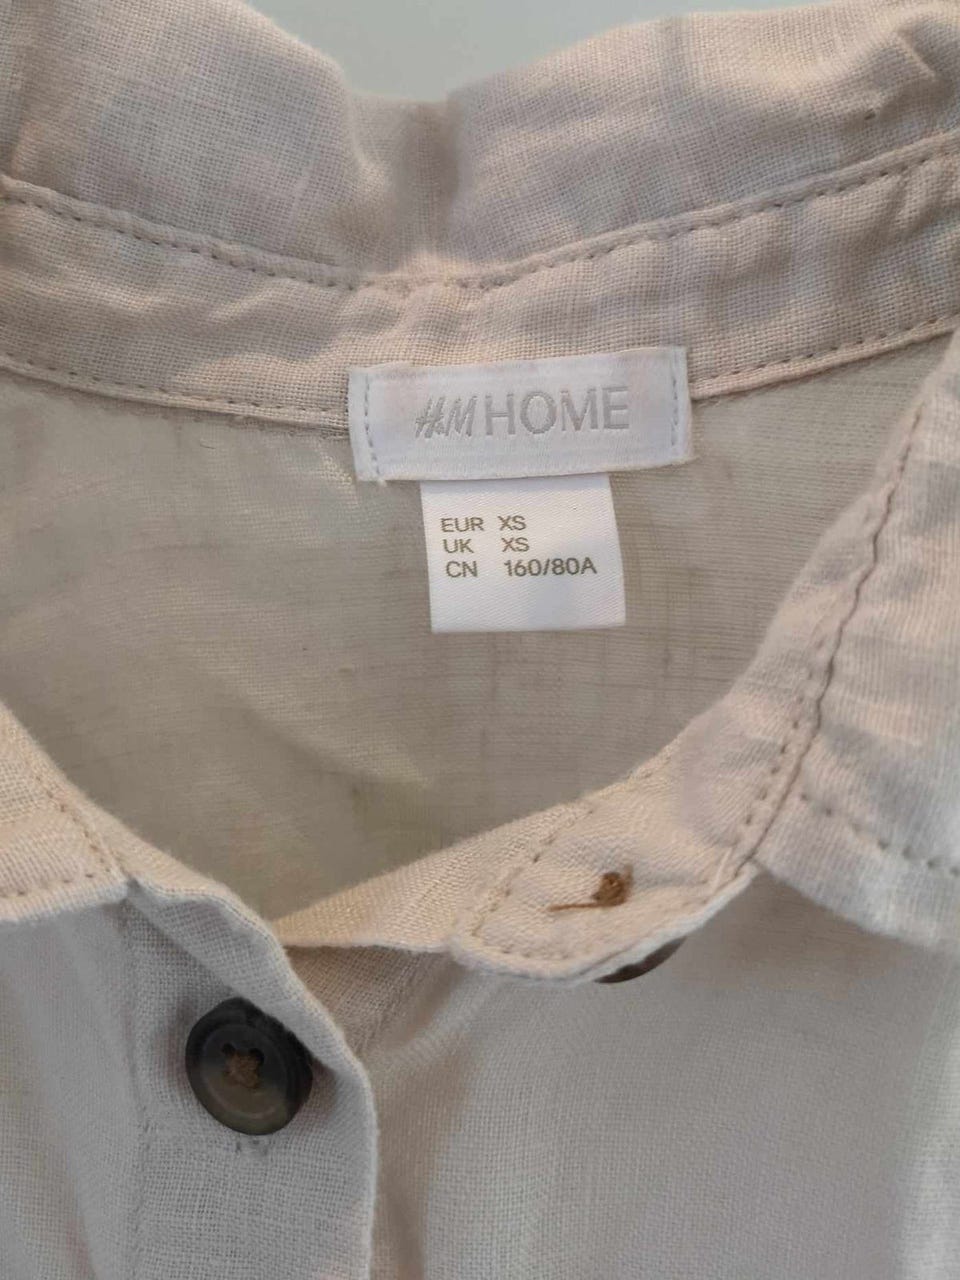 H&M HOME
EUR XS
UK XS
CN 160/80A